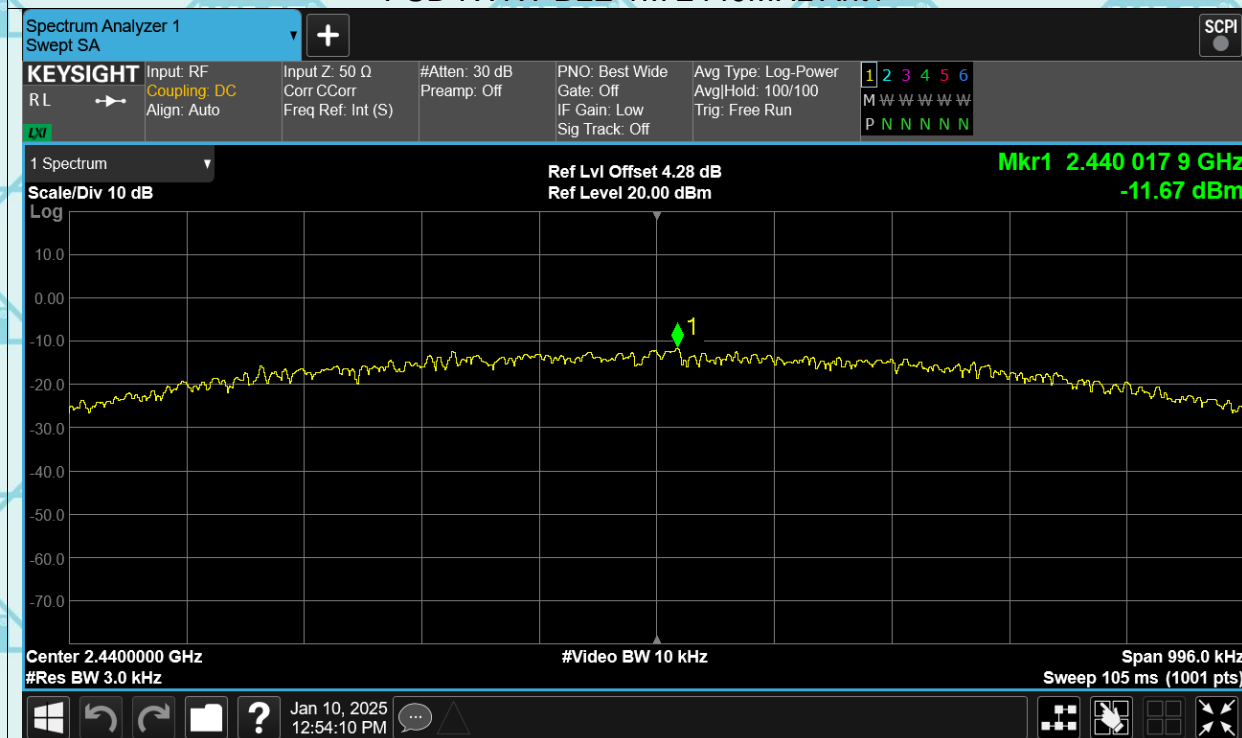 Spectrum Analyzer 1
Swept SA
+
SCPI
KEYSIGHT
RL
LXI
Input: RF
Coupling: DC
Align: Auto
Input Z: 50 Ω
Corr CCorr
Freq Ref: Int (S)
#Atten: 30 dB
Preamp: Off
PNO: Best Wide
Gate: Off
IF Gain: Low
Sig Track: Off
Avg Type: Log-Power
Avg|Hold: 100/100
Trig: Free Run
1 2 3 4 5 6
M W W W W W
P N N N N N
1 Spectrum
Scale/Div 10 dB
Log
Ref Lvl Offset 4.28 dB
Ref Level 20.00 dBm
Mkr1 2.440 017 9 GHz
-11.67 dBm
10.0
0.00
-10.0
-20.0
-30.0
-40.0
-50.0
-60.0
-70.0
1
Center 2.4400000 GHz
#Res BW 3.0 kHz
#Video BW 10 kHz
Span 996.0 kHz
Sweep 105 ms (1001 pts)
?
Jan 10, 2025
12:54:10 PM